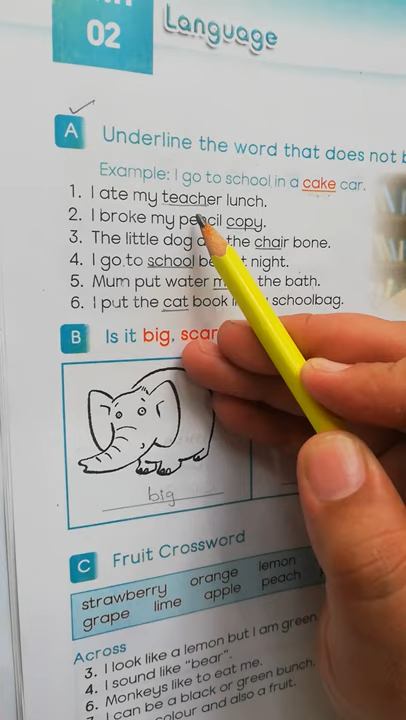 02
Language
A Underline the word that does not
Example: I go to school in a cake car.
1. I ate my teacher lunch.
2. I broke my pencil copy.
3. The little dog the chair bone.
4. I go to school night.
5. Mum put water the bath.
6. I put the cat book schoolbag.
B Is it big,
big
C Fruit Crossword
strawberry orange lemon
grape lime apple peach
Across
3. I look like a lemon but I am green.
4. I sound like "bear".
6. Monkeys like to eat me.
7. I can be a black or green bunch.
colour and also a fruit.